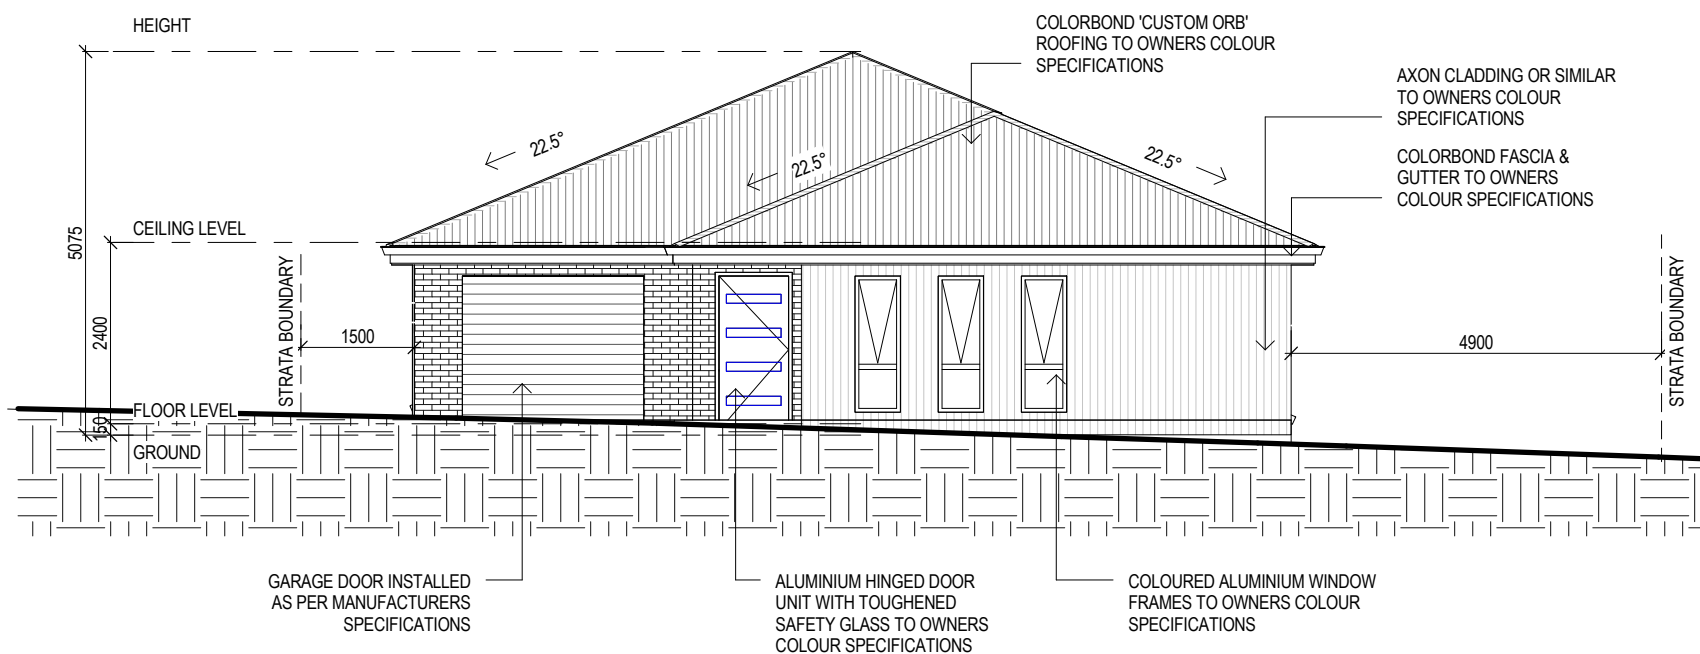 HEIGHT
COLORBOND 'CUSTOM ORB'
ROOFING TO OWNERS COLOUR
SPECIFICATIONS
AXON CLADDING OR SIMILAR
TO OWNERS COLOUR
SPECIFICATIONS
COLORBOND FASCIA &
GUTTER TO OWNERS
COLOUR SPECIFICATIONS
22.5°
22.5°
22.5°
CEILING LEVEL
5075
2400
150
STRATA BOUNDARY
1500
4900
STRATA BOUNDARY
FLOOR LEVEL
GROUND
GARAGE DOOR INSTALLED
AS PER MANUFACTURERS
SPECIFICATIONS
ALUMINIUM HINGED DOOR
UNIT WITH TOUGHENED
SAFETY GLASS TO OWNERS
COLOUR SPECIFICATIONS
COLOURED ALUMINIUM WINDOW
FRAMES TO OWNERS COLOUR
SPECIFICATIONS